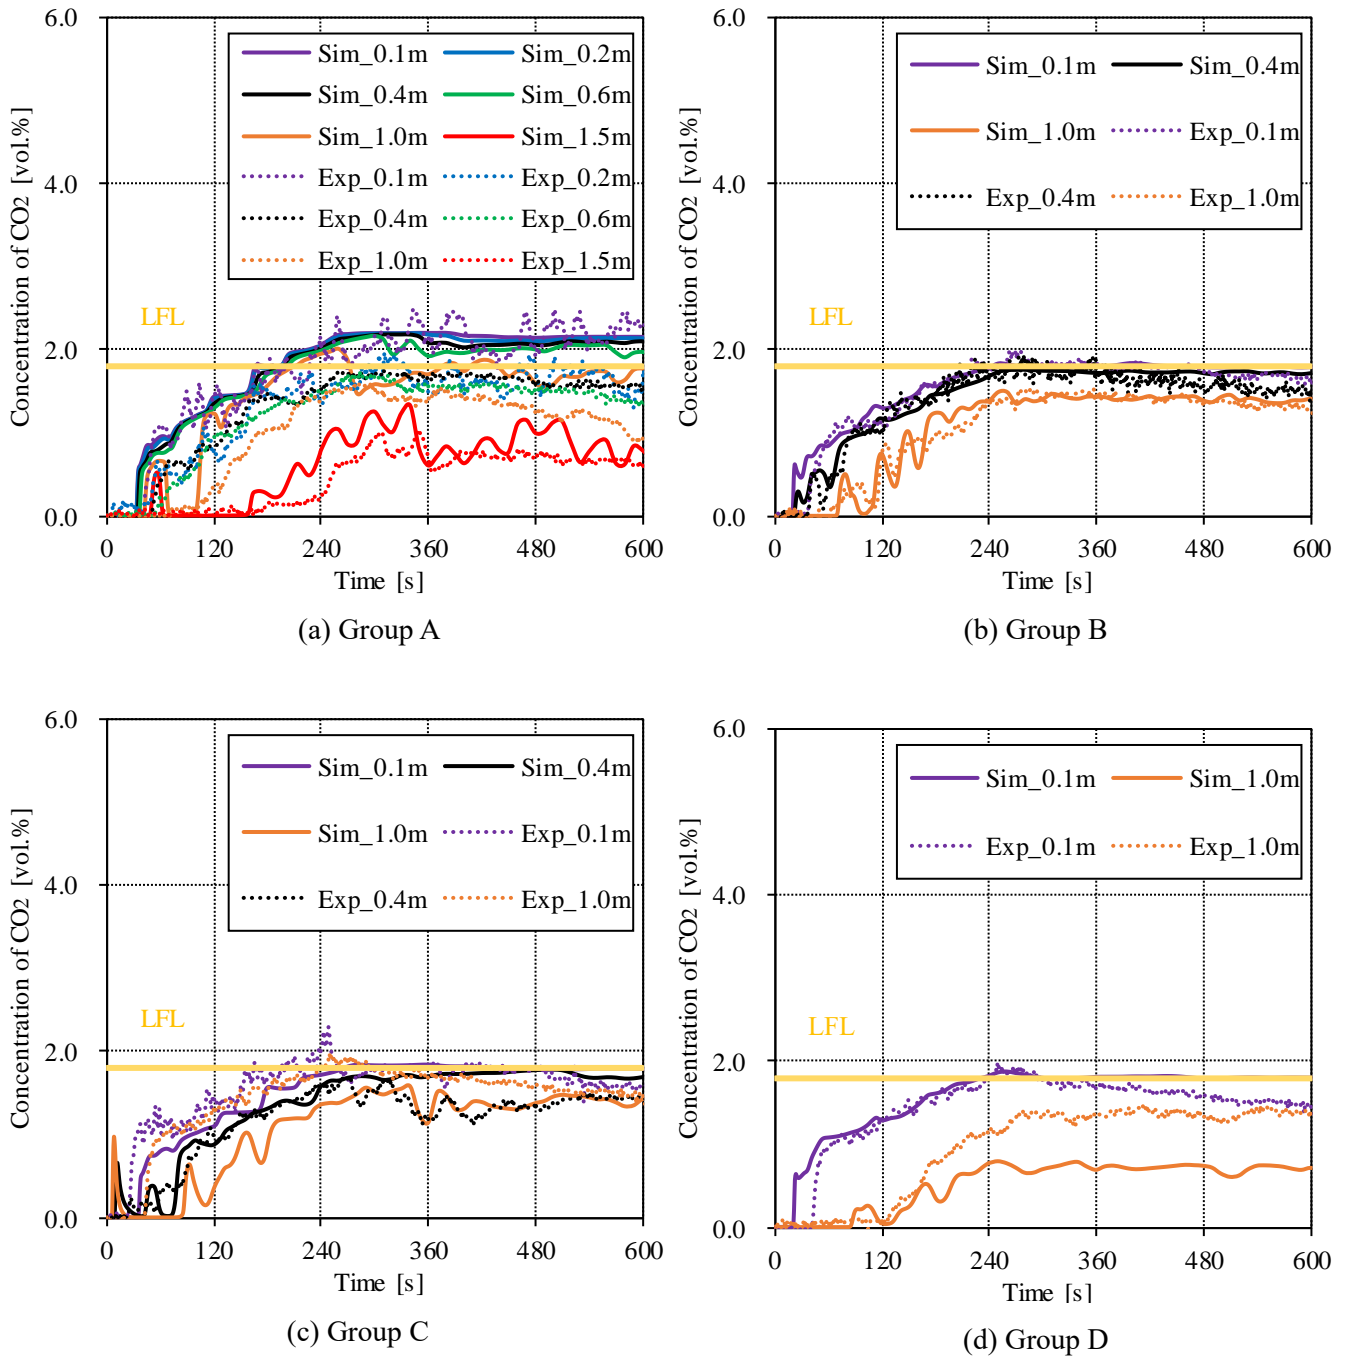 6.0
4.0
2.0
0.0
Concentration of CO2 [vol.%]
Sim_0.1m Sim_0.2m
Sim_0.4m Sim_0.6m
Sim_1.0m Sim_1.5m
Exp_0.1m Exp_0.2m
Exp_0.4m Exp_0.6m
Exp_1.0m Exp_1.5m
LFL
0 120 240 360 480 600
Time [s]
(a) Group A
6.0
4.0
2.0
0.0
Concentration of CO2 [vol.%]
Sim_0.1m Sim_0.4m
Sim_1.0m Exp_0.1m
Exp_0.4m Exp_1.0m
LFL
0 120 240 360 480 600
Time [s]
(b) Group B
6.0
4.0
2.0
0.0
Concentration of CO2 [vol.%]
Sim_0.1m Sim_0.4m
Sim_1.0m Exp_0.1m
Exp_0.4m Exp_1.0m
LFL
0 120 240 360 480 600
Time [s]
(c) Group C
6.0
4.0
2.0
0.0
Concentration of CO2 [vol.%]
Sim_0.1m Sim_1.0m
Exp_0.1m Exp_1.0m
LFL
0 120 240 360 480 600
Time [s]
(d) Group D